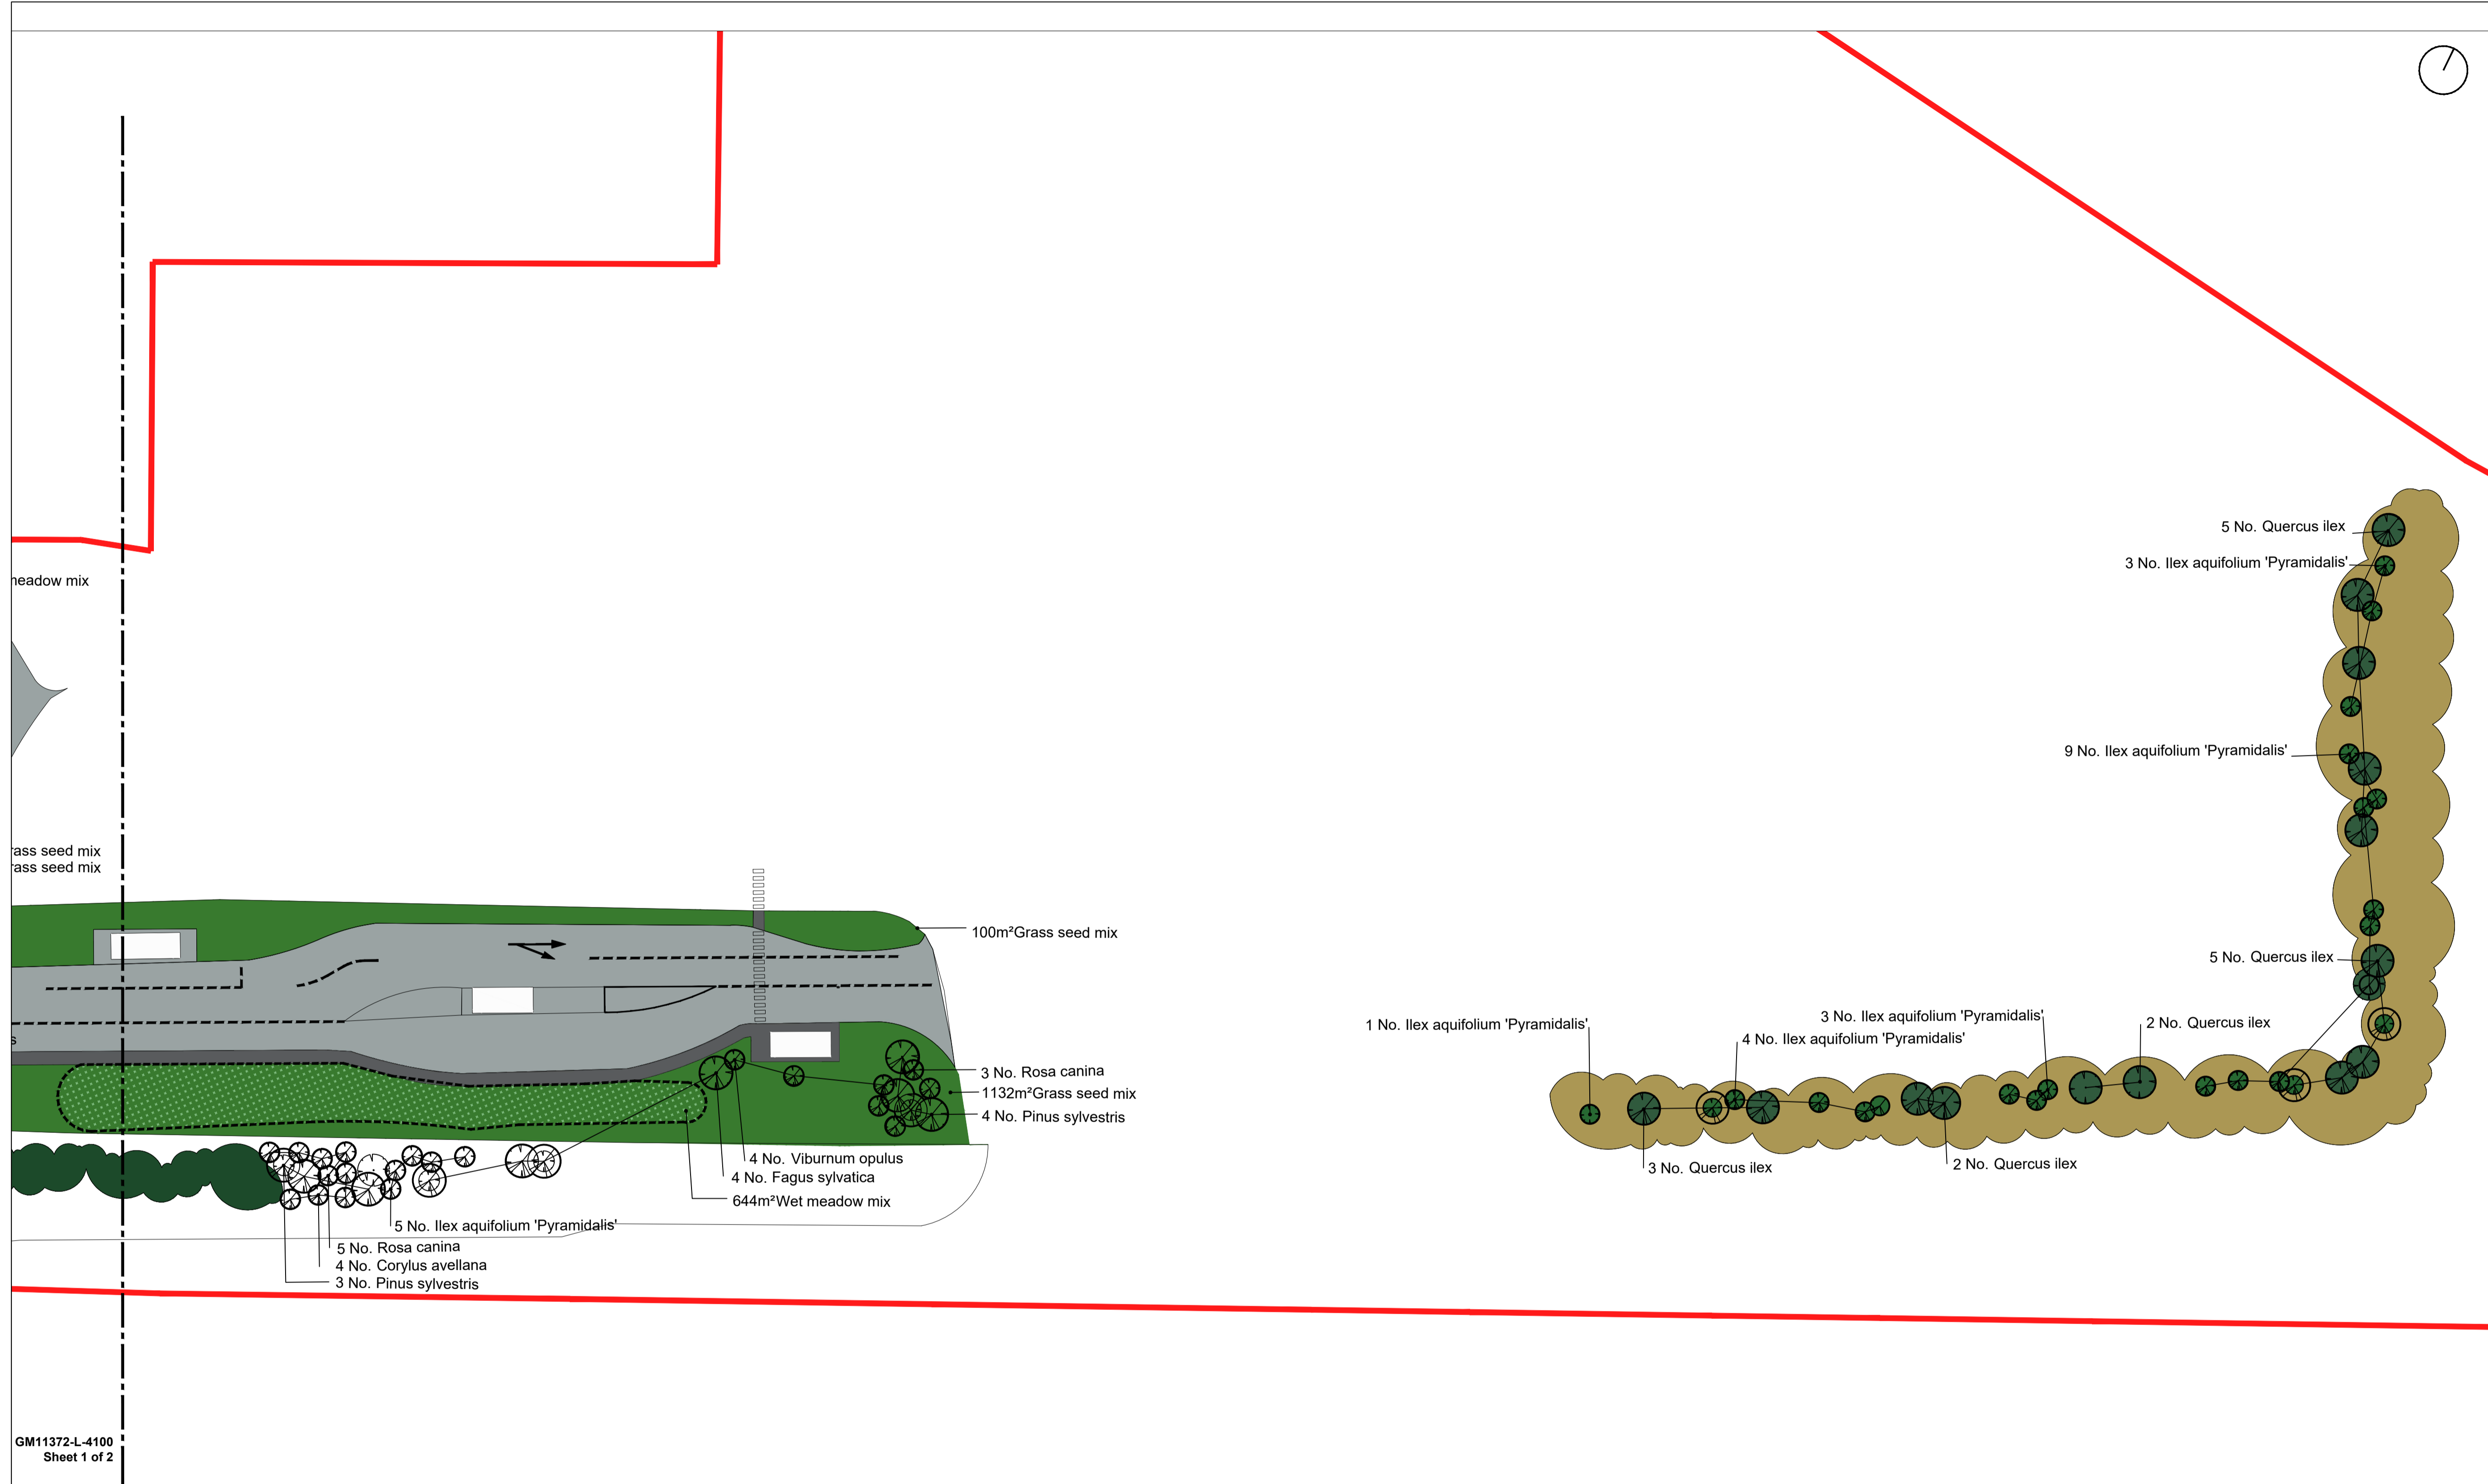 5 No. Quercus ilex
3 No. Ilex aquifolium 'Pyramidalis'
meadow mix
9 No. Ilex aquifolium 'Pyramidalis'
rass seed mix
rass seed mix
100m²Grass seed mix
5 No. Quercus ilex
3 No. Ilex aquifolium 'Pyramidalis'
1 No. Ilex aquifolium 'Pyramidalis'
2 No. Quercus ilex
4 No. Ilex aquifolium 'Pyramidalis'
s
3 No. Rosa canina
1132m²Grass seed mix
4 No. Pinus sylvestris
4 No. Viburnum opulus
2 No. Quercus ilex
3 No. Quercus ilex
4 No. Fagus sylvatica
644m²Wet meadow mix
5 No. Ilex aquifolium 'Pyramidalis'
5 No. Rosa canina
4 No. Corylus avellana
3 No. Pinus sylvestris
GM11372-L-4100
Sheet 1 of 2